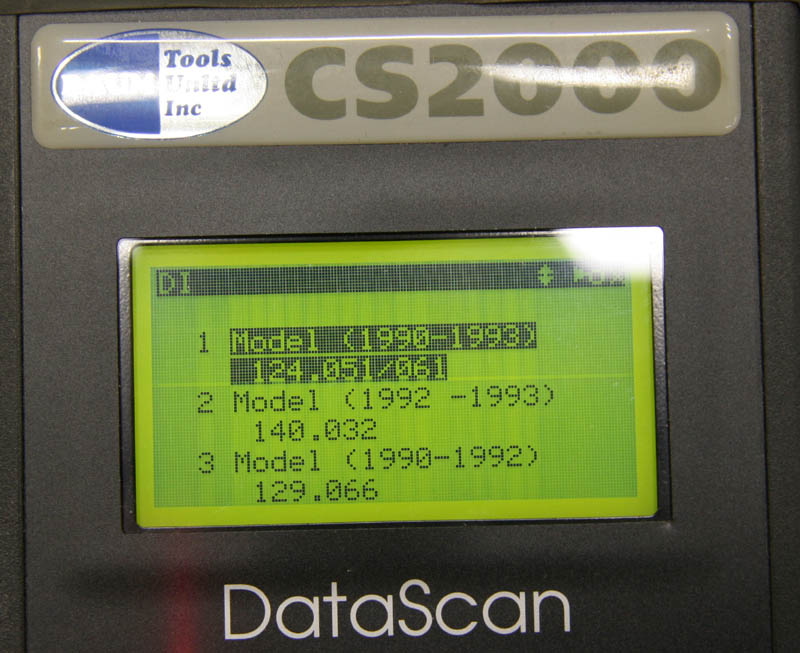 Tools
Unltd
Inc
CS2000
DI
1 Model (1990-1993)
124.051/061
2 Model (1992 -1993)
140.032
3 Model (1990-1992)
129.066
DataScan